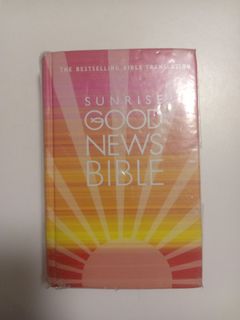 THE BESTSELLING BIBLE TRANSLATION
SUNRISE
GOOD
NEWS
BIBLE